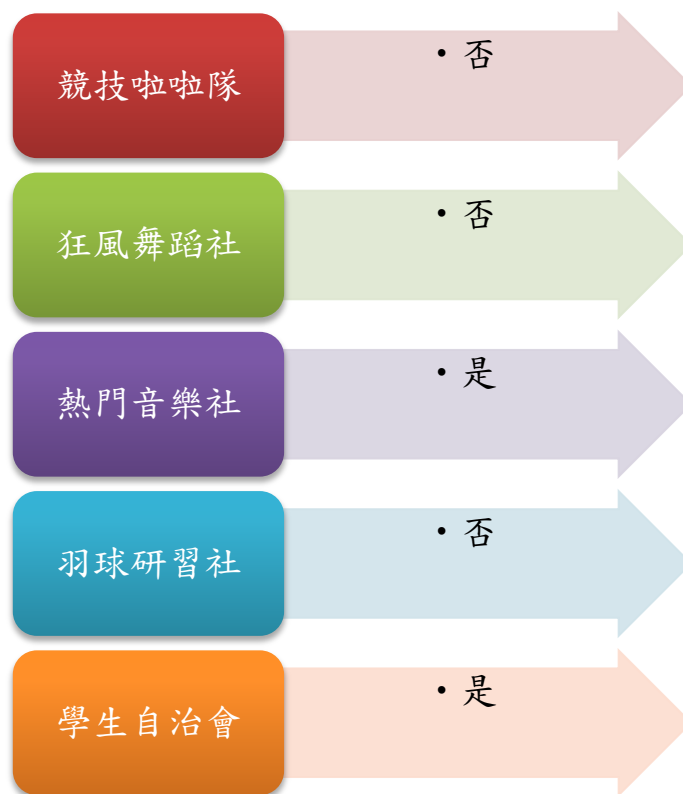 競技啦啦隊
• 否
狂風舞蹈社
• 否
熱門音樂社
• 是
羽球研習社
• 否
學生自治會
• 是